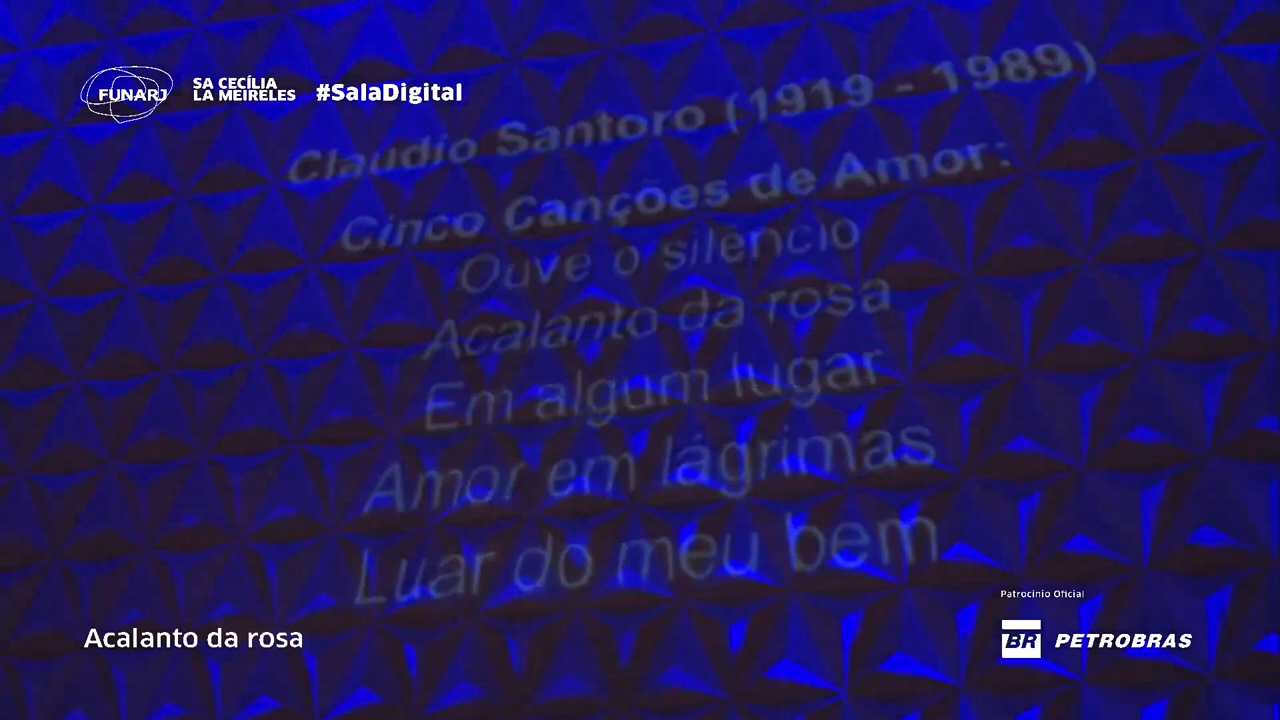 FUNARJ
SA CECÍLIA
LA MEIRELES
#SalaDigital
Claudio Santoro (1919 - 1989)
Cinco Canções de Amor:
Ouve o silêncio
Acalanto da rosa
Em algum lugar
Amor em lágrimas
Luar do meu bem
Acalanto da rosa
Patrocínio Oficial
BR PETROBRAS